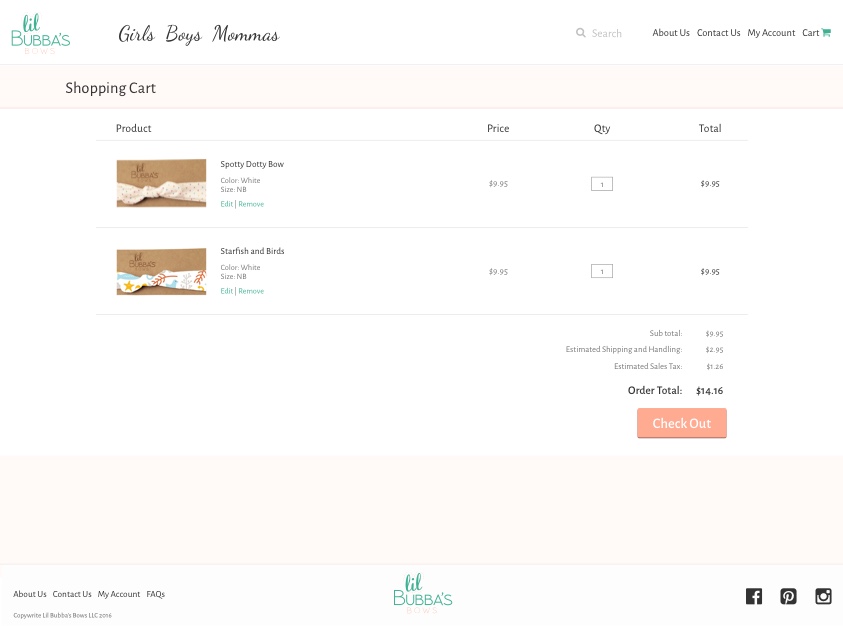 lil
BUBBA'S
BOWS
Girls Boys Mommas
Search
About Us Contact Us My Account Cart
Shopping Cart
Product Price Qty Total
lil
BUBBA'S
Spotty Dotty Bow
Color: White
Size: NB
Edit | Remove
$9.95 1 $9.95
lil
BUBBA'S
Starfish and Birds
Color: White
Size: NB
Edit | Remove
$9.95 1 $9.95
Sub total: $9.95
Estimated Shipping and Handling: $2.95
Estimated Sales Tax: $1.26
Order Total: $14.16
Check Out
About Us Contact Us My Account FAQs
Copywrite Lil Bubba's Bows LLC 2016
lil
BUBBA'S
BOWS